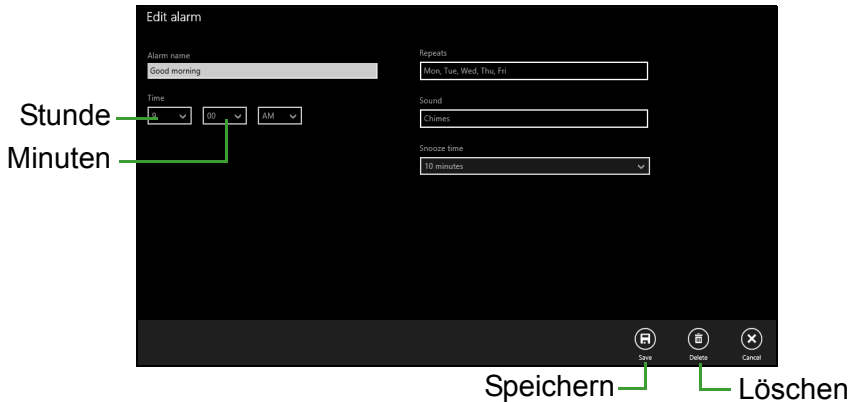 Edit alarm
Alarm name
Good morning
Time
9 00 AM
Repeats
Mon, Tue, Wed, Thu, Fri
Sound
Chimes
Snooze time
10 minutes
Stunde
Minuten
Save Delete Cancel
Speichern Löschen